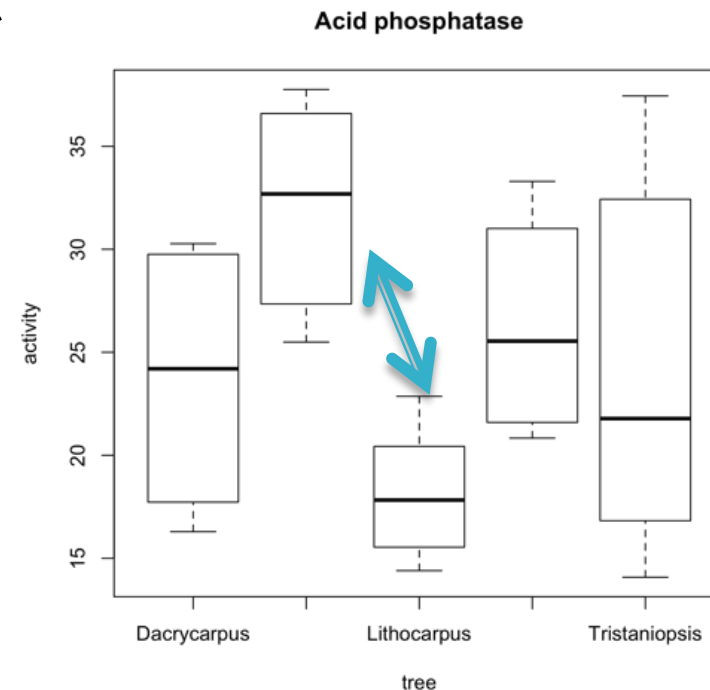 Acid phosphatase
activity
35
30
25
20
15
Dacrycarpus Lithocarpus Tristaniopsis
tree